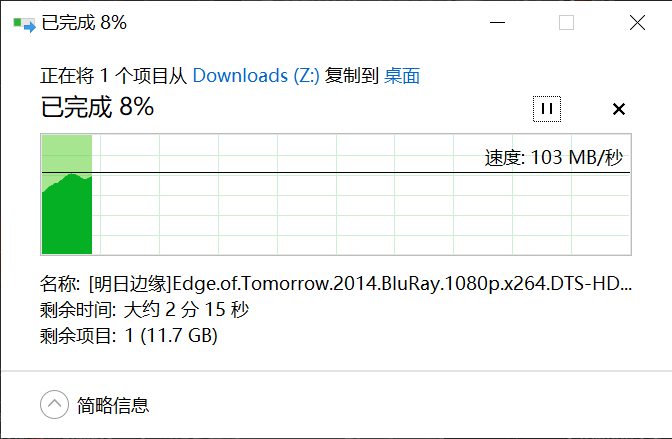 已完成 8%
正在将 1 个项目从 Downloads (Z:) 复制到 桌面
已完成 8%
速度: 103 MB/秒
名称: [明日边缘]Edge.of.Tomorrow.2014.BluRay.1080p.x264.DTS-HD...
剩余时间: 大约 2 分 15 秒
剩余项目: 1 (11.7 GB)
简略信息